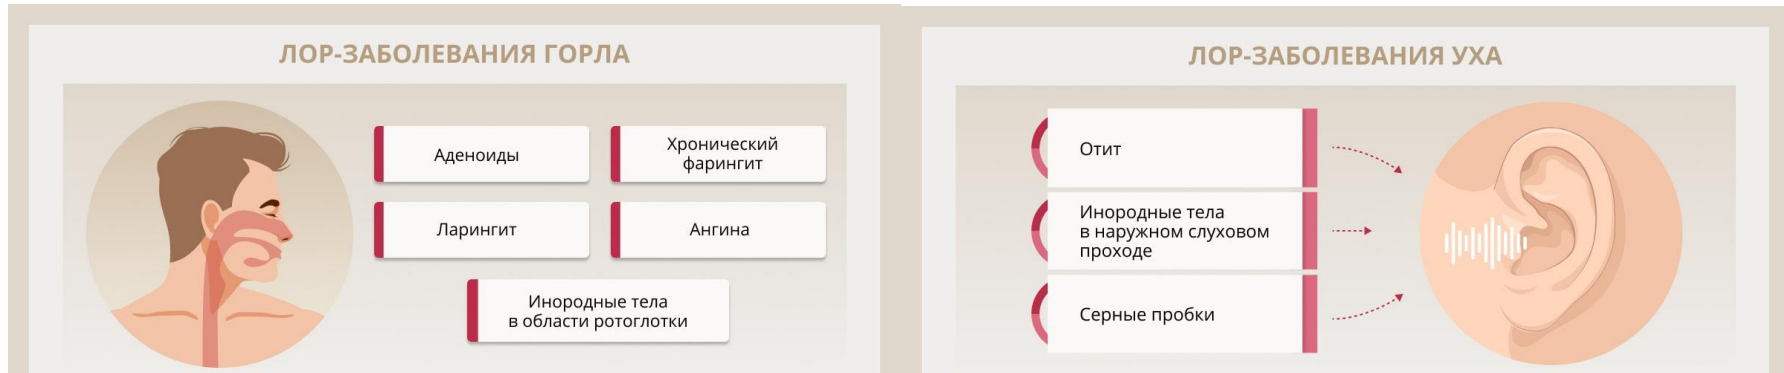 ЛОР-ЗАБОЛЕВАНИЯ ГОРЛА
Аденоиды
Хронический
фарингит
Ларингит
Ангина
Инородные тела
в области ротоглотки
ЛОР-ЗАБОЛЕВАНИЯ УХА
Отит
Инородные тела
в наружном слуховом
проходе
Серные пробки